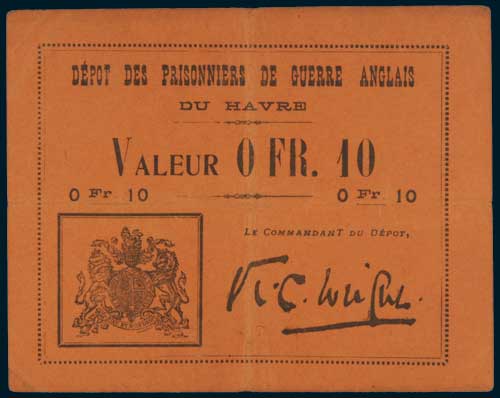 DÉPOT DES PRISONNIERS DE GUERRE ANGLAIS
DU HAVRE
VALEUR 0 FR. 10
0 Fr 10
0 Fr 10
LE COMMANDANT DU DÉPOT,